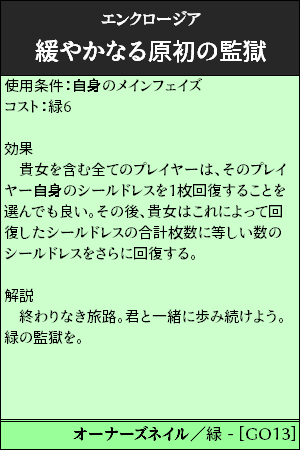 エンクロージア
緩やかなる原初の監獄
使用条件：自身のメインフェイズ
コスト：緑6
効果
　貴女を含む全てのプレイヤーは、そのプレイ
ヤー自身のシールドレスを1枚回復することを
選んでも良い。その後、貴女はこれによって回
復したシールドレスの合計枚数に等しい数の
シールドレスをさらに回復する。
解説
　終わりなき旅路。君と一緒に歩み続けよう。
緑の監獄を。
オーナーズネイル／緑 - [GO13]